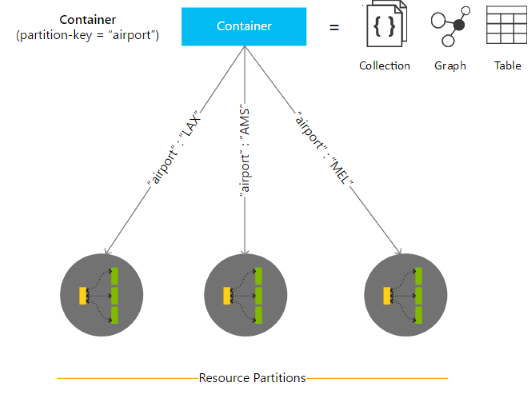 Container
(partition-key = “airport”)
Container
=
{ }
Collection
Graph
Table
“airport” : “LAX”
“airport” : “AMS”
“airport” : “MEL”
Resource Partitions